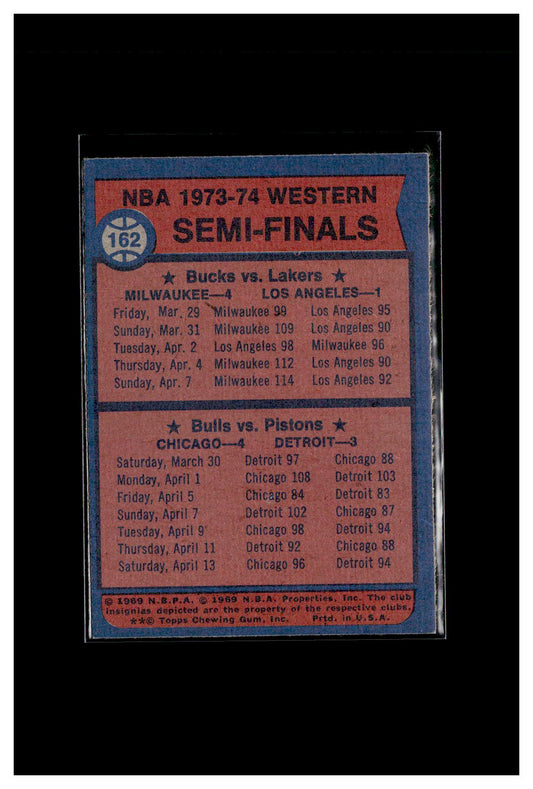 NBA 1973-74 WESTERN
162 SEMI-FINALS
★ Bucks vs. Lakers ★
MILWAUKEE—4 LOS ANGELES—1
Friday, Mar. 29 Milwaukee 99 Los Angeles 95
Sunday, Mar. 31 Milwaukee 109 Los Angeles 90
Tuesday, Apr. 2 Los Angeles 98 Milwaukee 96
Thursday, Apr. 4 Milwaukee 112 Los Angeles 90
Sunday, Apr. 7 Milwaukee 114 Los Angeles 92
★ Bulls vs. Pistons ★
CHICAGO—4 DETROIT—3
Saturday, March 30 Detroit 97 Chicago 88
Monday, April 1 Chicago 108 Detroit 103
Friday, April 5 Chicago 84 Detroit 83
Sunday, April 7 Detroit 102 Chicago 87
Tuesday, April 9 Chicago 98 Detroit 94
Thursday, April 11 Detroit 92 Chicago 88
Saturday, April 13 Chicago 96 Detroit 94
© 1969 N.B.P.A. © 1969 N.B.A. Properties, Inc. The club
insignias depicted are the property of the respective clubs.
**© Topps Chewing Gum, Inc. Prtd. in U.S.A.